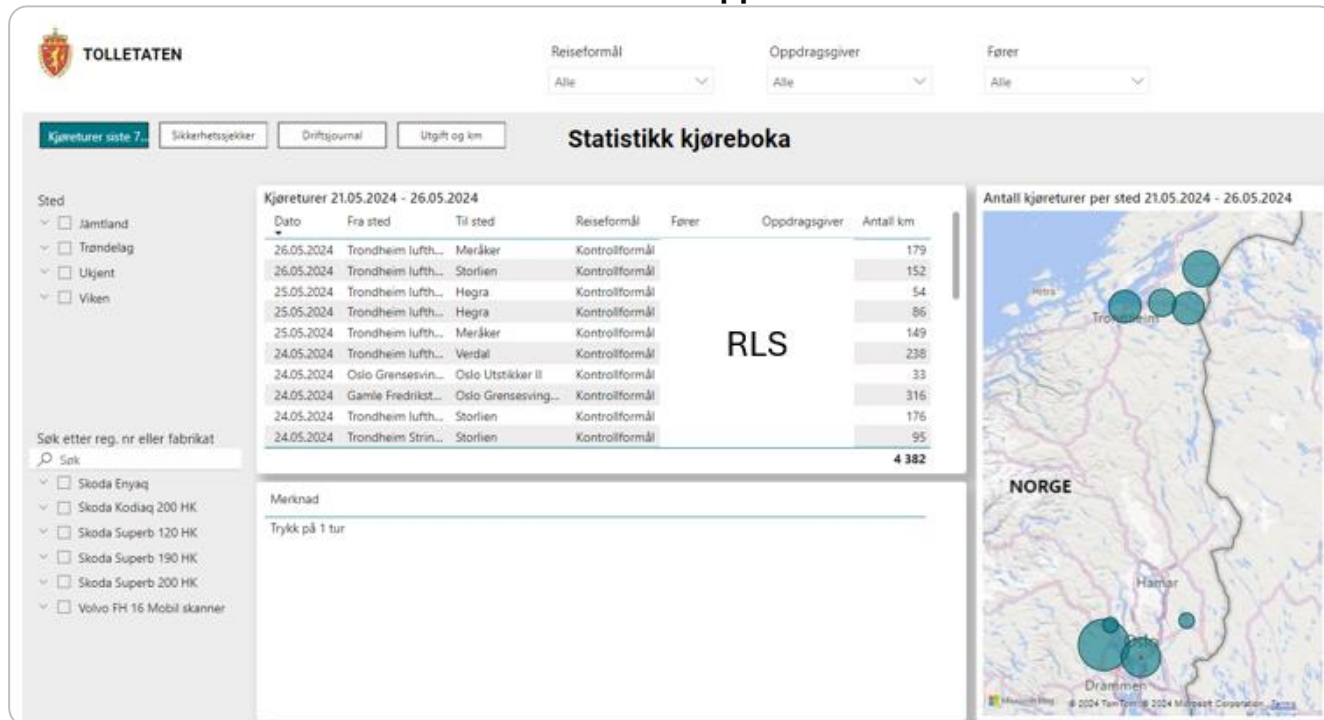 TOLLETATEN
Reiseformål Oppdragsgiver Fører
Alle Alle Alle
Kjøreturer siste 7... Sikkerhetssjekker Driftsjournal Utgift og km
Statistikk kjøreboka
Sted
Jämtland
Trøndelag
Ukjent
Viken
Søk etter reg. nr eller fabrikat
Søk
Skoda Enyaq
Skoda Kodiaq 200 HK
Skoda Superb 120 HK
Skoda Superb 190 HK
Skoda Superb 200 HK
Volvo FH 16 Mobil skanner
Kjøreturer 21.05.2024 - 26.05.2024
Dato Fra sted Til sted Reiseformål Fører Oppdragsgiver Antall km
26.05.2024 Trondheim lufth... Meråker Kontrollformål 179
26.05.2024 Trondheim lufth... Storlien Kontrollformål 152
25.05.2024 Trondheim lufth... Hegra Kontrollformål 54
25.05.2024 Trondheim lufth... Hegra Kontrollformål 86
25.05.2024 Trondheim lufth... Meråker Kontrollformål 149
24.05.2024 Trondheim lufth... Verdal Kontrollformål 238
24.05.2024 Oslo Grensesvin... Oslo Utstikker II Kontrollformål 33
24.05.2024 Gamle Fredrikst... Oslo Grensesving... Kontrollformål 316
24.05.2024 Trondheim lufth... Storlien Kontrollformål 176
24.05.2024 Trondheim Strin... Storlien Kontrollformål 95
4 382
RLS
Merknad
Trykk på 1 tur
Antall kjøreturer per sted 21.05.2024 - 26.05.2024
Hitra
Trondheim
NORGE
Hamar
Oslo
Drammen
Microsoft Bing © 2024 TomTom, © 2024 Microsoft Corporation Terms